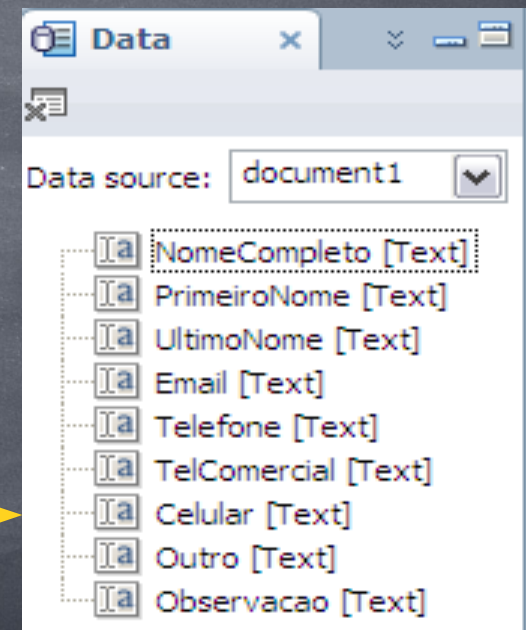 Data
Data source: document1
NomeCompleto [Text]
PrimeiroNome [Text]
UltimoNome [Text]
Email [Text]
Telefone [Text]
TelComercial [Text]
Celular [Text]
Outro [Text]
Observacao [Text]